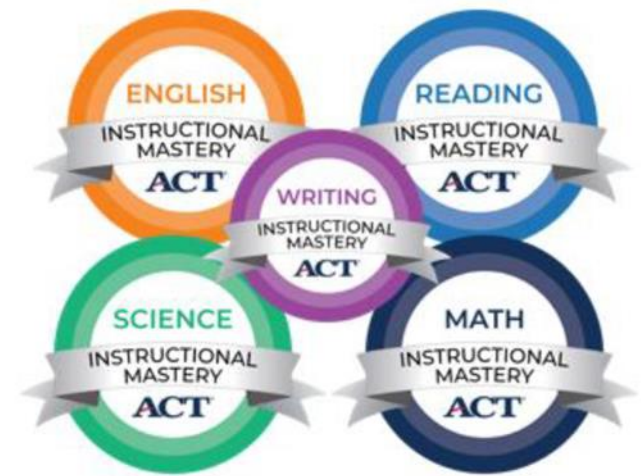 ENGLISH
INSTRUCTIONAL
MASTERY
ACT
READING
INSTRUCTIONAL
MASTERY
ACT
WRITING
INSTRUCTIONAL
MASTERY
ACT
SCIENCE
INSTRUCTIONAL
MASTERY
ACT
MATH
INSTRUCTIONAL
MASTERY
ACT